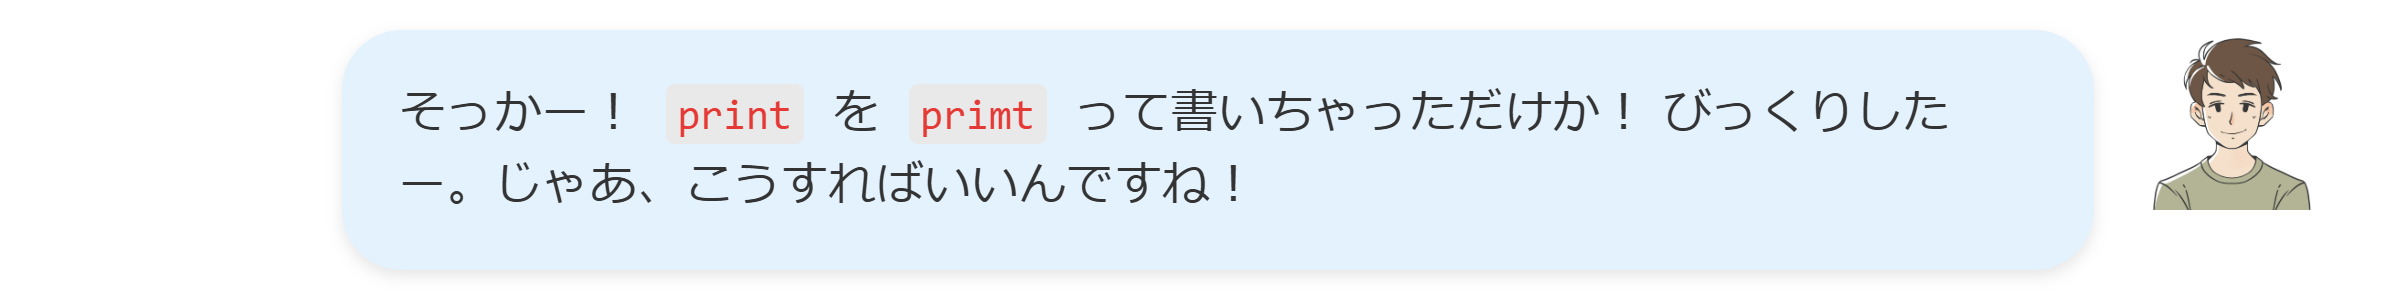 そっかー！ print を primt って書いちゃっただけか！ びっくりした
ー。じゃあ、こうすればいいんですね！